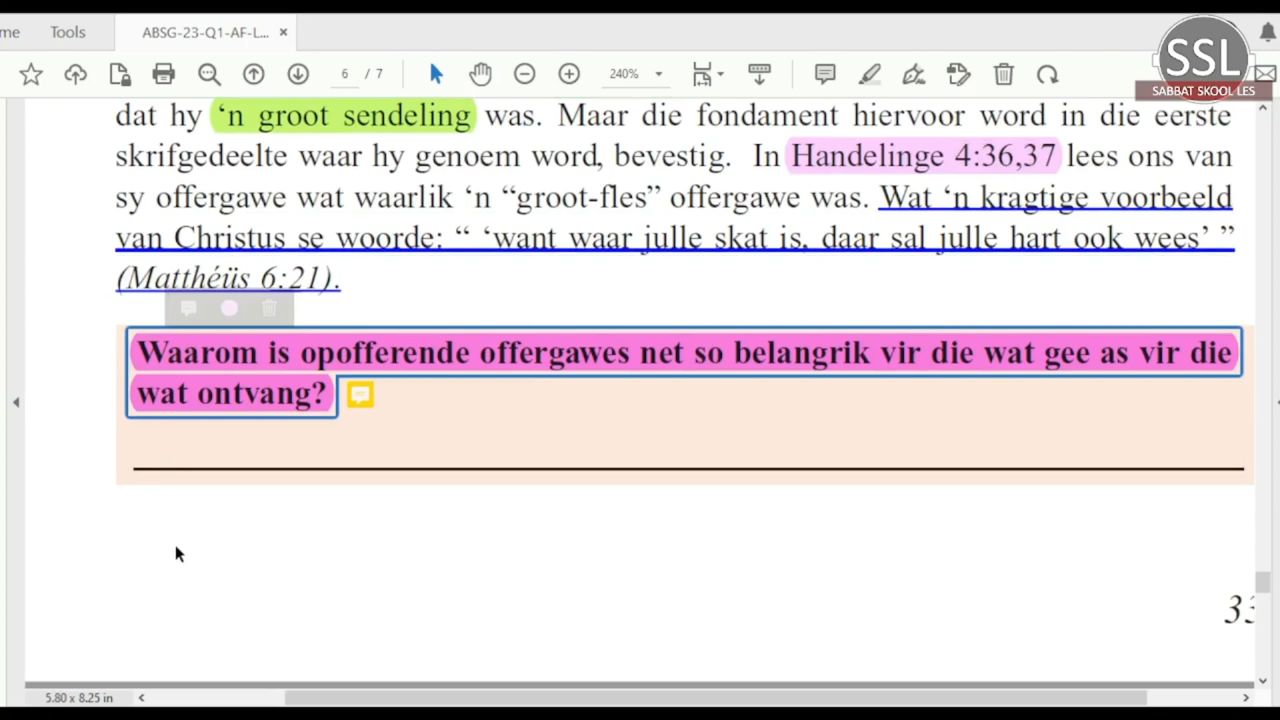 me Tools ABSG-23-Q1-AF-L... ×
SSL
SABBAT SKOOL LES
6 / 7 240%
dat hy ‘n groot sendeling was. Maar die fondament hiervoor word in die eerste
skrifgedeelte waar hy genoem word, bevestig. In Handelinge 4:36,37 lees ons van
sy offergawe wat waarlik ‘n “groot-fles” offergawe was. Wat ‘n kragtige voorbeeld
van Christus se woorde: “ ‘want waar julle skat is, daar sal julle hart ook wees’ ”
(Matthéüs 6:21).
Waarom is opofferende offergawes net so belangrik vir die wat gee as vir die
wat ontvang?
33
5.80 x 8.25 in